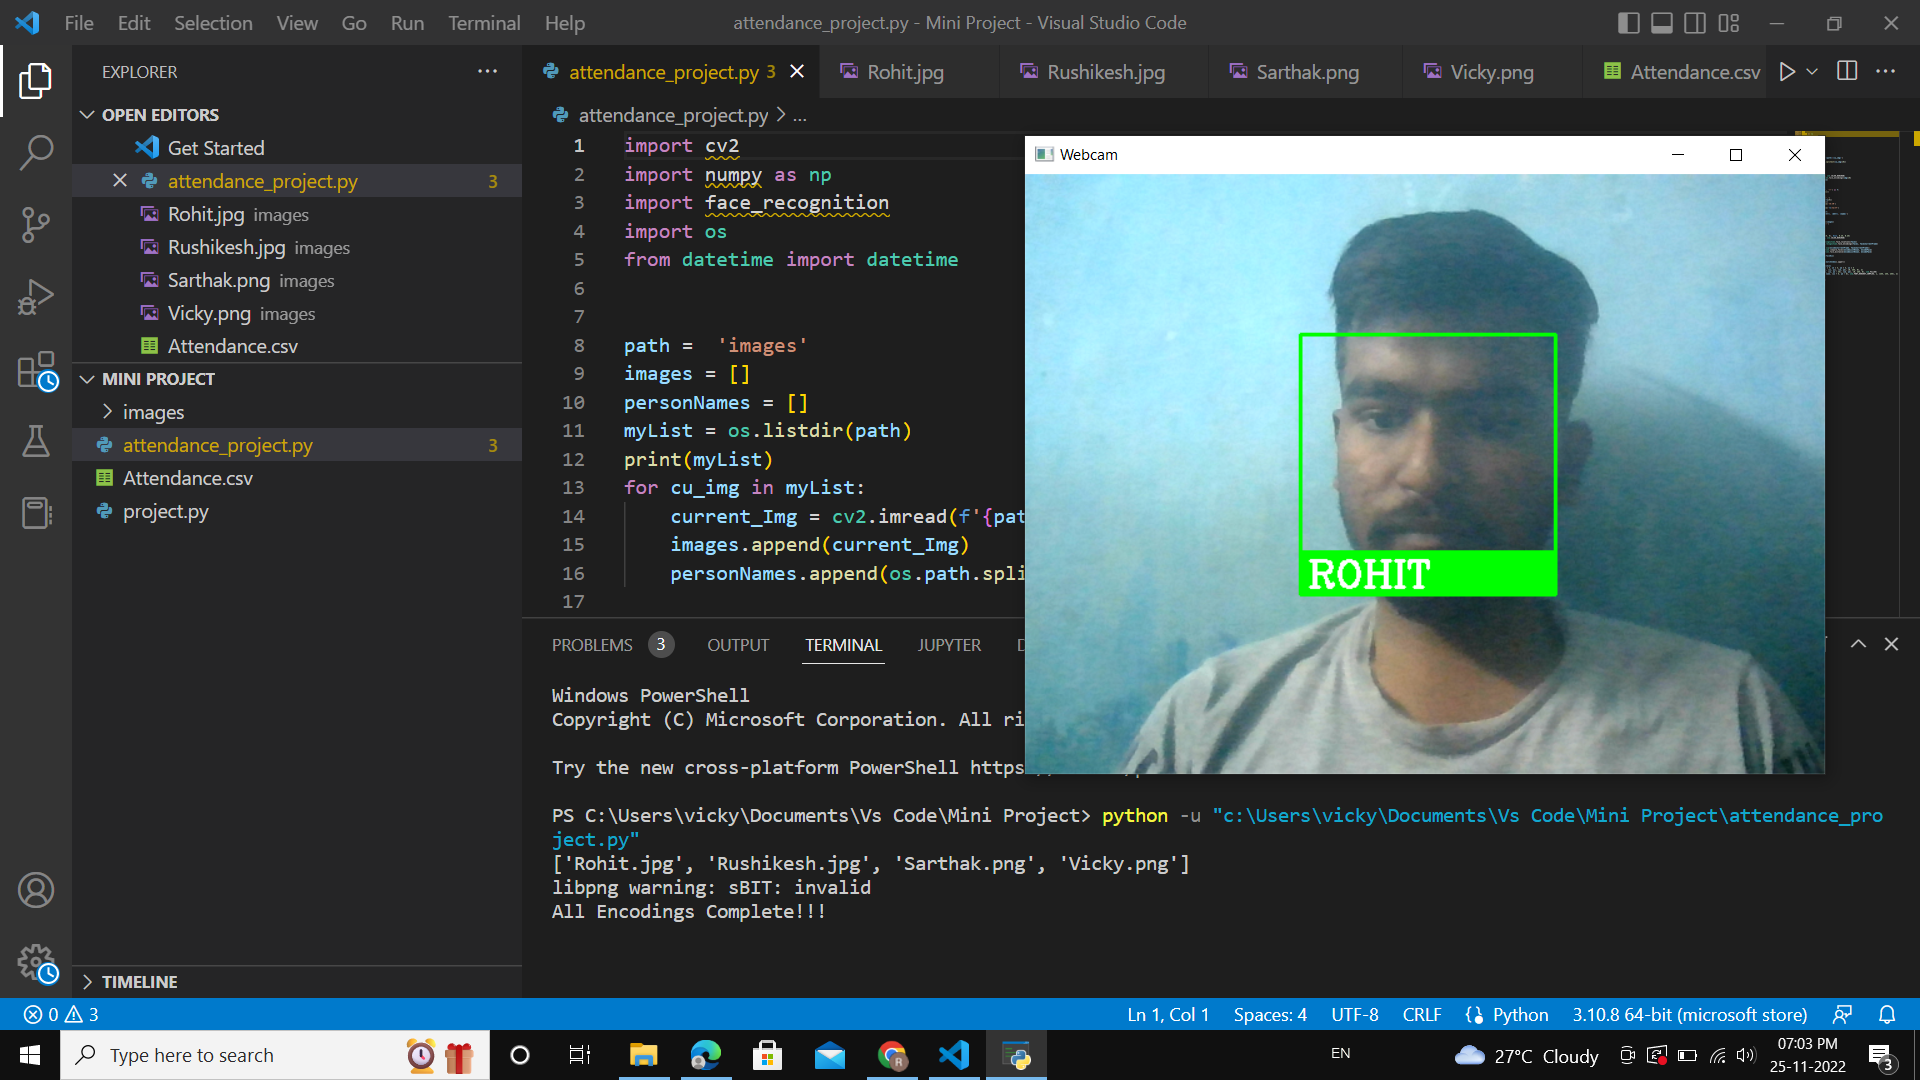 File Edit Selection View Go Run Terminal Help
attendance_project.py - Mini Project - Visual Studio Code
EXPLORER
OPEN EDITORS
Get Started
attendance_project.py 3
Rohit.jpg images
Rushikesh.jpg images
Sarthak.png images
Vicky.png images
Attendance.csv
MINI PROJECT
images
attendance_project.py 3
Attendance.csv
project.py
TIMELINE
attendance_project.py 3 Rohit.jpg Rushikesh.jpg Sarthak.png Vicky.png Attendance.csv
attendance_project.py > ...
1 import cv2
2 import numpy as np
3 import face_recognition
4 import os
5 from datetime import datetime
6
7
8 path =  'images'
9 images = []
10 personNames = []
11 myList = os.listdir(path)
12 print(myList)
13 for cu_img in myList:
14 current_Img = cv2.imread(f'{pat
15 images.append(current_Img)
16 personNames.append(os.path.spli
17
Webcam
ROHIT
PROBLEMS 3 OUTPUT TERMINAL JUPYTER
Windows PowerShell
Copyright (C) Microsoft Corporation. All ri
Try the new cross-platform PowerShell https
PS C:\Users\vicky\Documents\Vs Code\Mini Project> python -u "c:\Users\vicky\Documents\Vs Code\Mini Project\attendance_pro
ject.py"
['Rohit.jpg', 'Rushikesh.jpg', 'Sarthak.png', 'Vicky.png']
libpng warning: sBIT: invalid
All Encodings Complete!!!
0 3 Ln 1, Col 1 Spaces: 4 UTF-8 CRLF Python 3.10.8 64-bit (microsoft store)
Type here to search
EN
27°C Cloudy
07:03 PM
25-11-2022
3